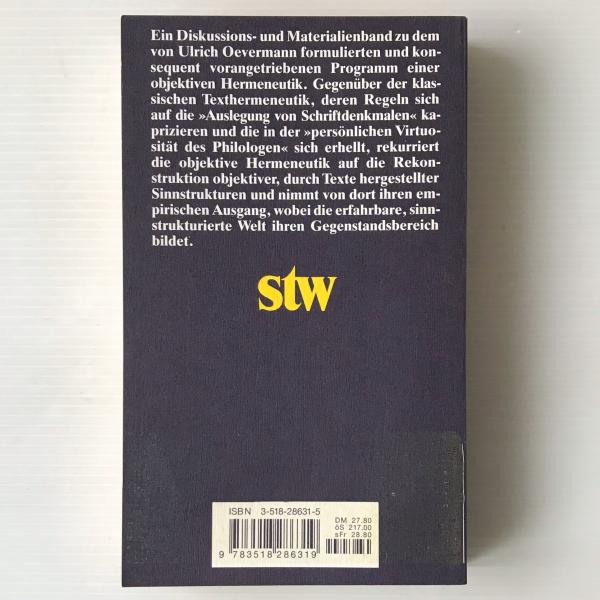 Ein Diskussions- und Materialienband zu dem
von Ulrich Oevermann formulierten und kon-
sequent vorangetriebenen Programm einer
objektiven Hermeneutik. Gegenüber der klas-
sischen Texthermeneutik, deren Regeln sich
auf die »Auslegung von Schriftdenkmalen« ka-
prizieren und die in der »persönlichen Virtuo-
sität des Philologen« sich erhellt, rekurriert
die objektive Hermeneutik auf die Rekon-
struktion objektiver, durch Texte hergestellter
Sinnstrukturen und nimmt von dort ihren em-
pirischen Ausgang, wobei die erfahrbare, sinn-
strukturierte Welt ihren Gegenstandsbereich
bildet.
stw
ISBN 3-518-28631-5
DM 27.80
öS 217.00
sFr 28.80
9 783518 286319